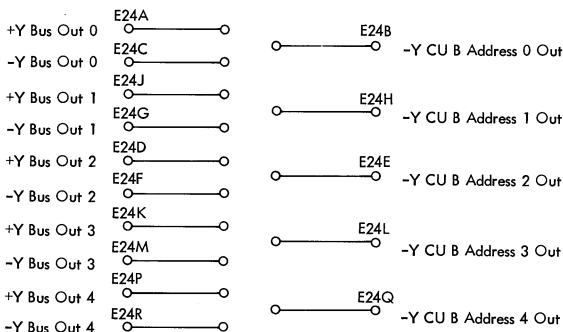 E24A
+Y Bus Out 0
E24B
-Y CU B Address 0 Out
E24C
-Y Bus Out 0
E24J
+Y Bus Out 1
E24H
-Y CU B Address 1 Out
E24G
-Y Bus Out 1
E24D
+Y Bus Out 2
E24E
-Y CU B Address 2 Out
E24F
-Y Bus Out 2
E24K
+Y Bus Out 3
E24L
-Y CU B Address 3 Out
E24M
-Y Bus Out 3
E24P
+Y Bus Out 4
E24Q
-Y CU B Address 4 Out
E24R
-Y Bus Out 4